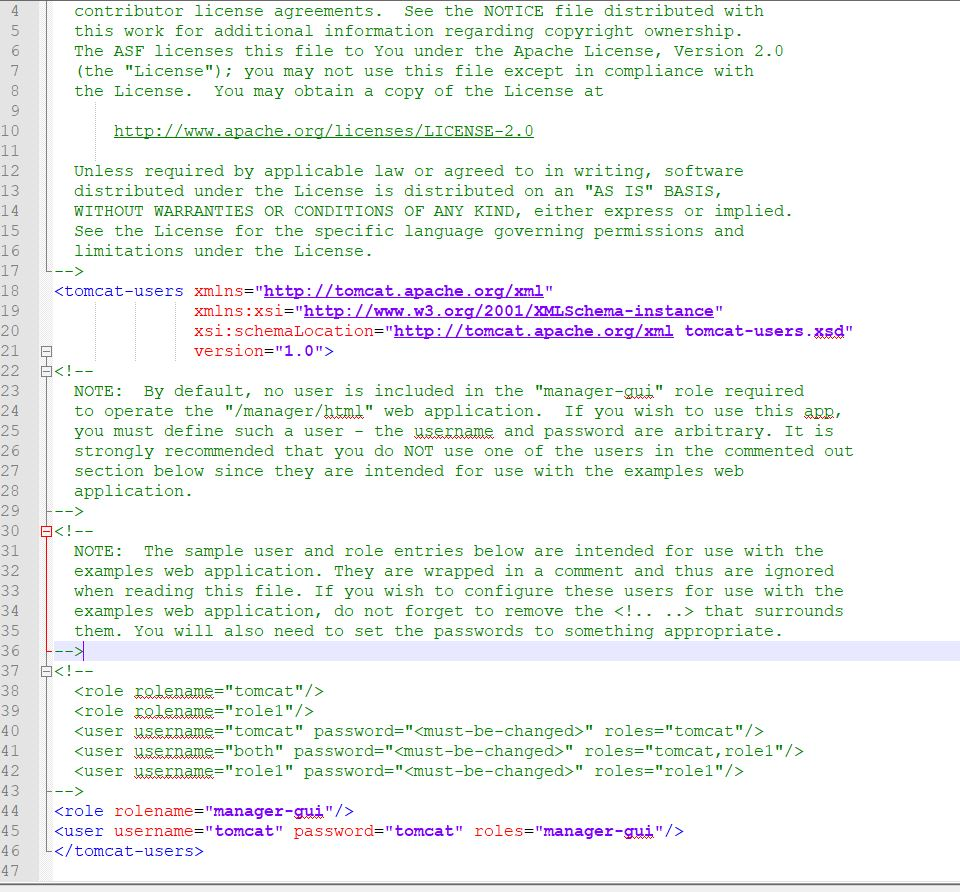 4 contributor license agreements.  See the NOTICE file distributed with
5 this work for additional information regarding copyright ownership.
6 The ASF licenses this file to You under the Apache License, Version 2.0
7 (the "License"); you may not use this file except in compliance with
8 the License.  You may obtain a copy of the License at
9
10 http://www.apache.org/licenses/LICENSE-2.0
11
12 Unless required by applicable law or agreed to in writing, software
13 distributed under the License is distributed on an "AS IS" BASIS,
14 WITHOUT WARRANTIES OR CONDITIONS OF ANY KIND, either express or implied.
15 See the License for the specific language governing permissions and
16 limitations under the License.
17 -->
18 <tomcat-users xmlns="http://tomcat.apache.org/xml"
19 xmlns:xsi="http://www.w3.org/2001/XMLSchema-instance"
20 xsi:schemaLocation="http://tomcat.apache.org/xml tomcat-users.xsd"
21 version="1.0">
22 <!--
23 NOTE:  By default, no user is included in the "manager-gui" role required
24 to operate the "/manager/html" web application.  If you wish to use this app,
25 you must define such a user - the username and password are arbitrary. It is
26 strongly recommended that you do NOT use one of the users in the commented out
27 section below since they are intended for use with the examples web
28 application.
29 -->
30 <!--
31 NOTE:  The sample user and role entries below are intended for use with the
32 examples web application. They are wrapped in a comment and thus are ignored
33 when reading this file. If you wish to configure these users for use with the
34 examples web application, do not forget to remove the <!.. ..> that surrounds
35 them. You will also need to set the passwords to something appropriate.
36 -->
37 <!--
38 <role rolename="tomcat"/>
39 <role rolename="role1"/>
40 <user username="tomcat" password="<must-be-changed>" roles="tomcat"/>
41 <user username="both" password="<must-be-changed>" roles="tomcat,role1"/>
42 <user username="role1" password="<must-be-changed>" roles="role1"/>
43 -->
44 <role rolename="manager-gui"/>
45 <user username="tomcat" password="tomcat" roles="manager-gui"/>
46 </tomcat-users>
47